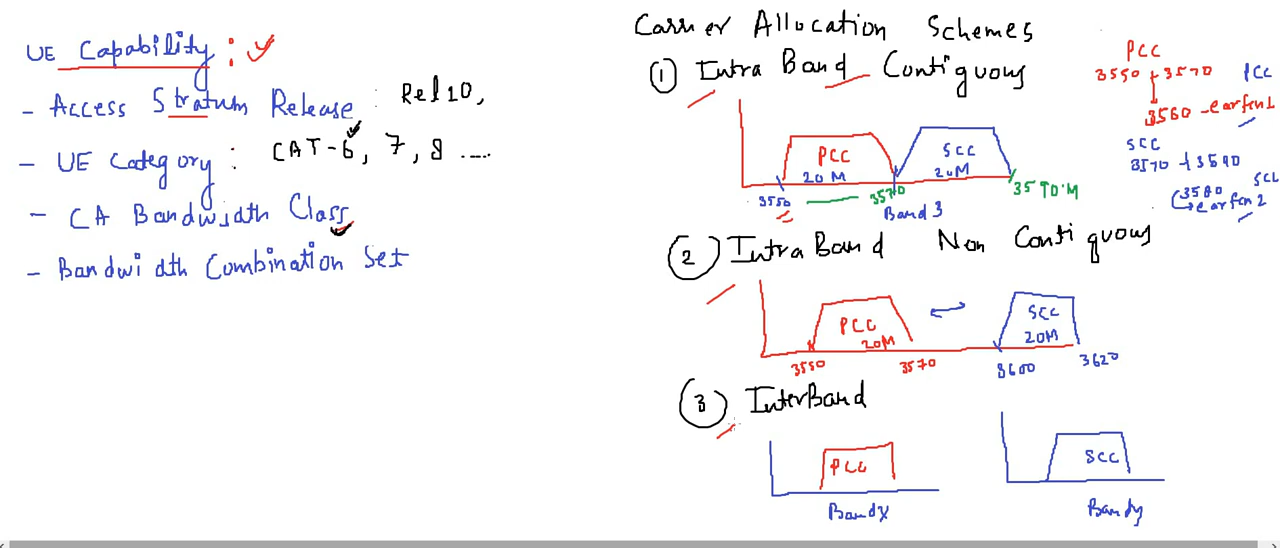 UE Capability :
- Access Stratum Release : Rel 10,
- UE Category : CAT-6, 7, 8 ....
- CA Bandwidth Class
- Bandwidth Combination Set
Carrier Allocation Schemes
① Intra Band Contiguous
PCC
20M
SCC
20M
3550
3570
3590M
Band 3
PCC
3550 + 3570
PCC
3560 - earfcn1
SCC
3570 + 3590
3580
SCC
earfcn2
② Intra Band Non Contiguous
PCC
20M
SCC
20M
3550
3570
3600
3620
③ InterBand
PCC
SCC
Bandx
Bandy